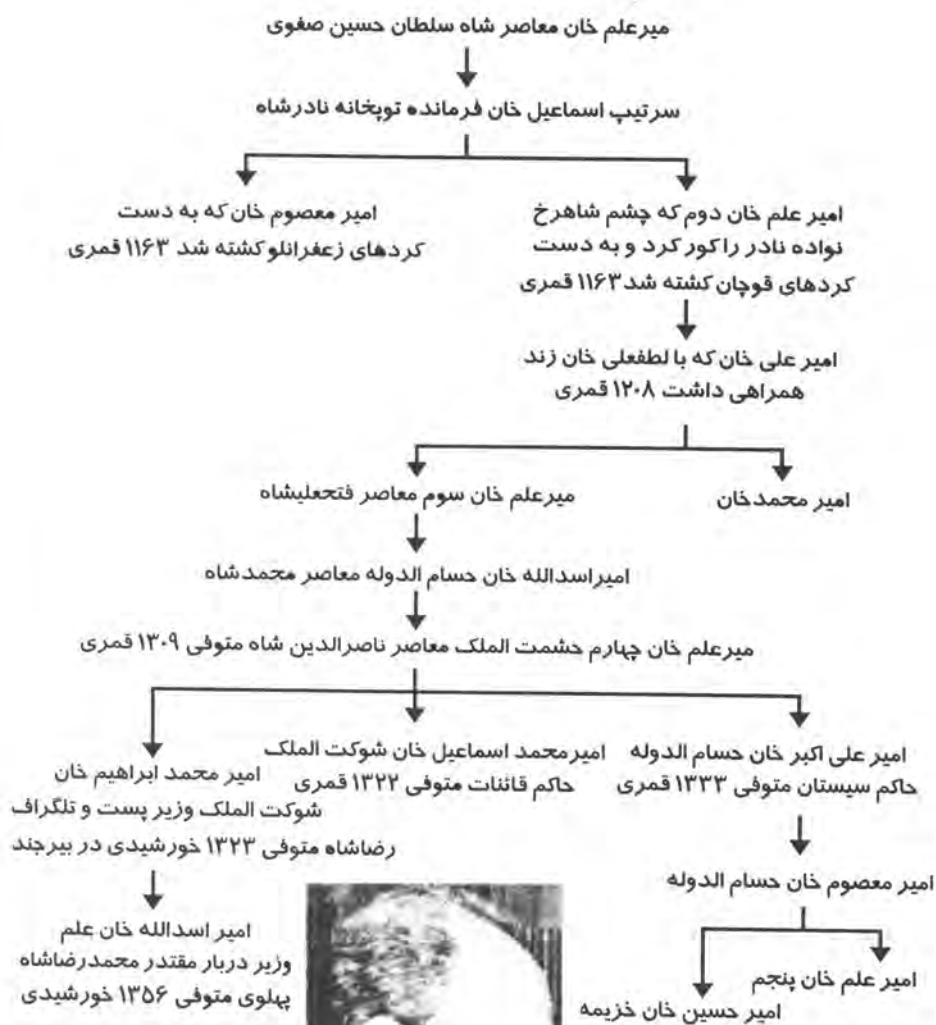 میرعلم خان معاصر شاه سلطان حسین صفوی
سرتیپ اسماعیل خان فرمانده توپخانه نادرشاه
امیر علم خان دوم که چشم شاهرخ
نواده نادر را کور کرد و به دست
کردهای قوچان کشته شد ۱۱۶۳ قمری
امیر معصوم خان که به دست
کردهای زعفرانلو کشته شد ۱۱۶۳ قمری
امیر علی خان که با لطفعلی خان زند
همراهی داشت ۱۲۰۸ قمری
امیر محمدخان
میرعلم خان سوم معاصر فتحعلیشاه
امیراسدالله خان حسام الدوله معاصر محمدشاه
میرعلم خان چهارم حشمت الملک معاصر ناصرالدین شاه متوفی ۱۳۰۹ قمری
امیر علی اکبر خان حسام الدوله
حاکم سیستان متوفی ۱۳۳۳ قمری
امیرمحمد اسماعیل خان شوکت الملک
حاکم قائنات متوفی ۱۳۲۲ قمری
امیر محمد ابراهیم خان
شوکت الملک وزیر پست و تلگراف
رضاشاه متوفی ۱۳۲۳ خورشیدی در بیرجند
امیر معصوم خان حسام الدوله
امیر علم خان پنجم
امیر حسین خان خزیمه
امیر اسدالله خان علم
وزیر دربار مقتدر محمدرضاشاه
پهلوی متوفی ۱۳۵۶ خورشیدی